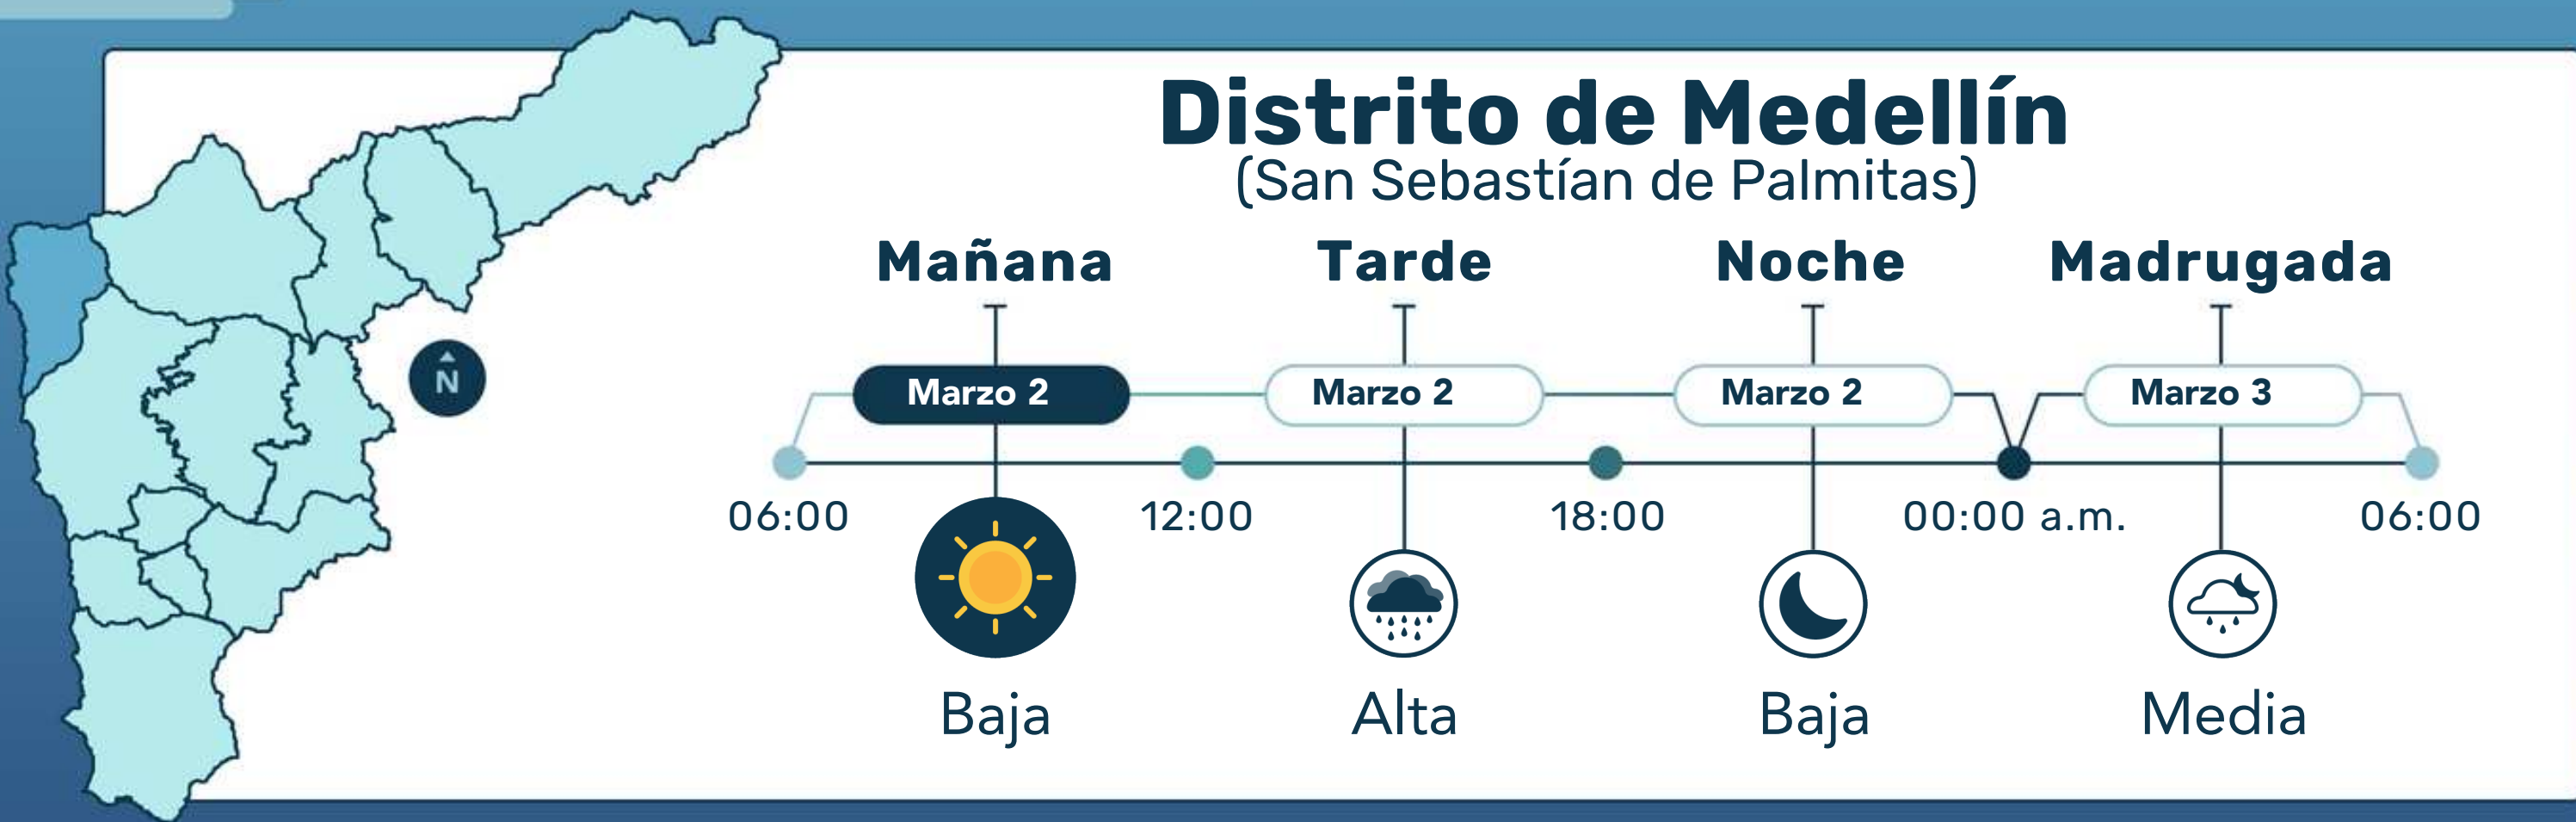 Distrito de Medellín
(San Sebastían de Palmitas)
Mañana Tarde Noche Madrugada
Marzo 2 Marzo 2 Marzo 2 Marzo 3
N
06:00 12:00 18:00 00:00 a.m. 06:00
Baja Alta Baja Media